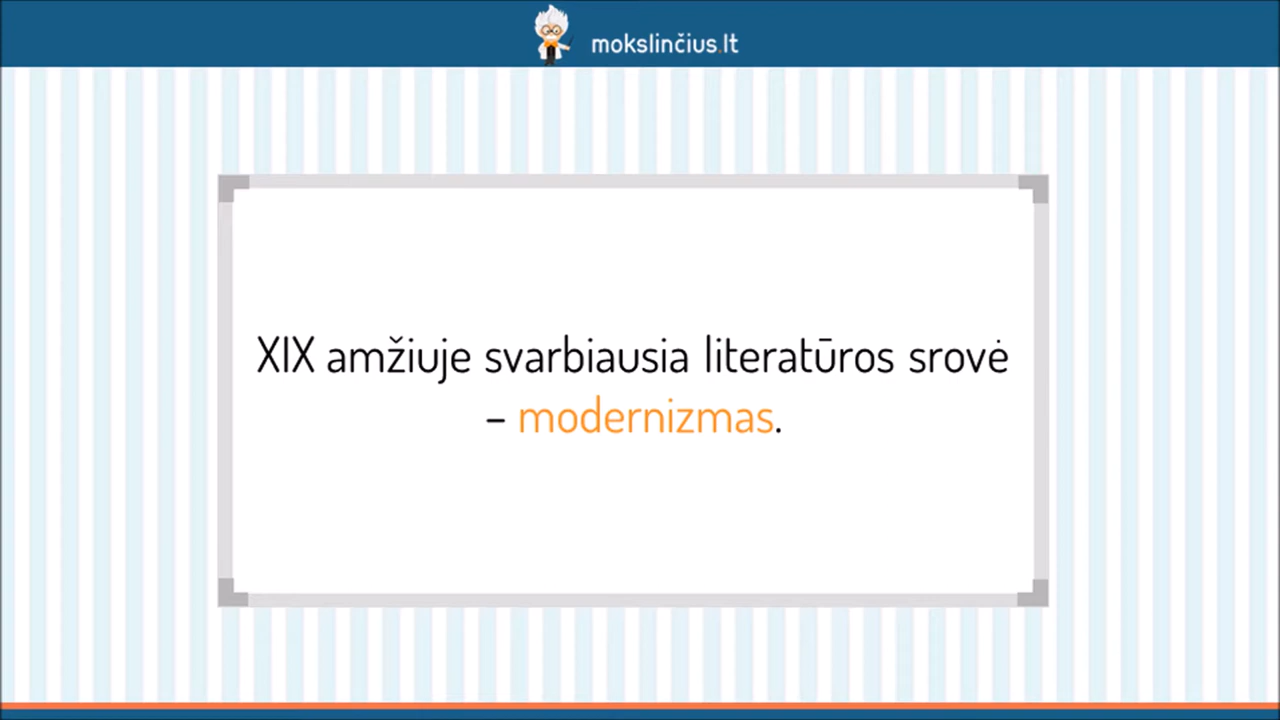 mokslinčius.lt
XIX amžiuje svarbiausia literatūros srovė
– modernizmas.